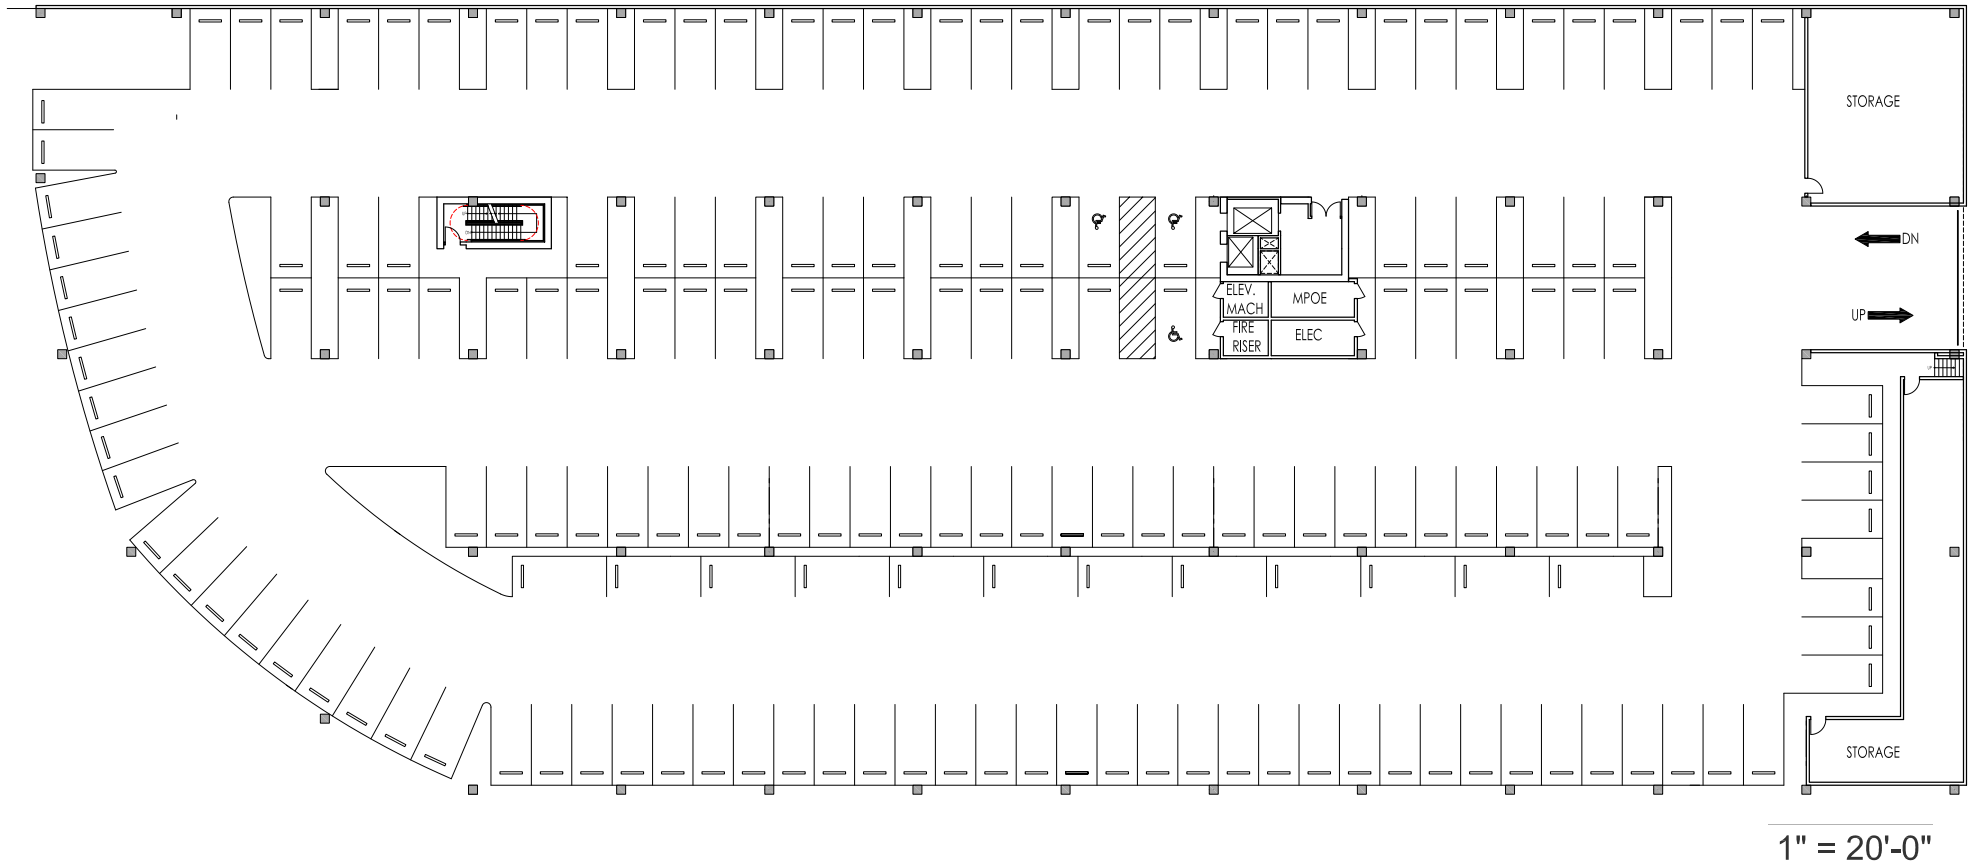 STORAGE
DN
ELEV.
MACH
MPOE
UP
FIRE
RISER
ELEC
STORAGE
1" = 20'-0"